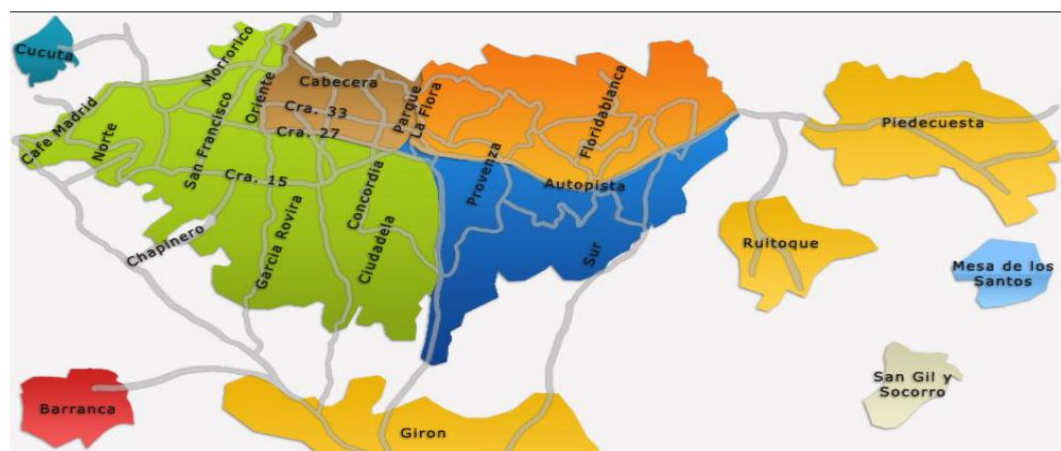 Cucuta
Cafe Madrid
Norte
Morrorico
San Francisco
Oriente
Cabecera
Cra. 33
Cra. 27
Cra. 15
Parque
La Flora
Floridablanca
Provenza
Autopista
Concordia
Ciudadela
Garcia Rovira
Chapinero
Sur
Piedecuesta
Ruitoque
Mesa de los
Santos
San Gil y
Socorro
Barranca
Giron